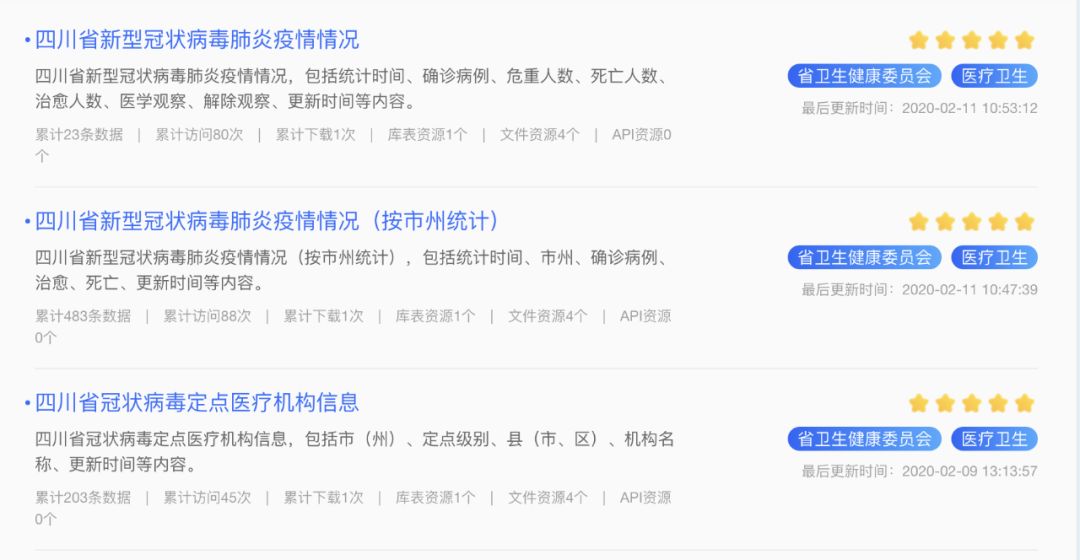 四川省新型冠状病毒肺炎疫情情况
四川省新型冠状病毒肺炎疫情情况，包括统计时间、确诊病例、危重人数、死亡人数、
治愈人数、医学观察、解除观察、更新时间等内容。
省卫生健康委员会 医疗卫生
最后更新时间：2020-02-11 10:53:12
累计23条数据 | 累计访问80次 | 累计下载1次 | 库表资源1个 | 文件资源4个 | API资源0
个
四川省新型冠状病毒肺炎疫情情况（按市州统计）
四川省新型冠状病毒肺炎疫情情况（按市州统计），包括统计时间、市州、确诊病例、
治愈、死亡、更新时间等内容。
省卫生健康委员会 医疗卫生
最后更新时间：2020-02-11 10:47:39
累计483条数据 | 累计访问88次 | 累计下载1次 | 库表资源1个 | 文件资源4个 | API资源
0个
四川省冠状病毒定点医疗机构信息
四川省冠状病毒定点医疗机构信息，包括市（州）、定点级别、县（市、区）、机构名
称、更新时间等内容。
省卫生健康委员会 医疗卫生
最后更新时间：2020-02-09 13:13:57
累计203条数据 | 累计访问45次 | 累计下载1次 | 库表资源1个 | 文件资源4个 | API资源
0个